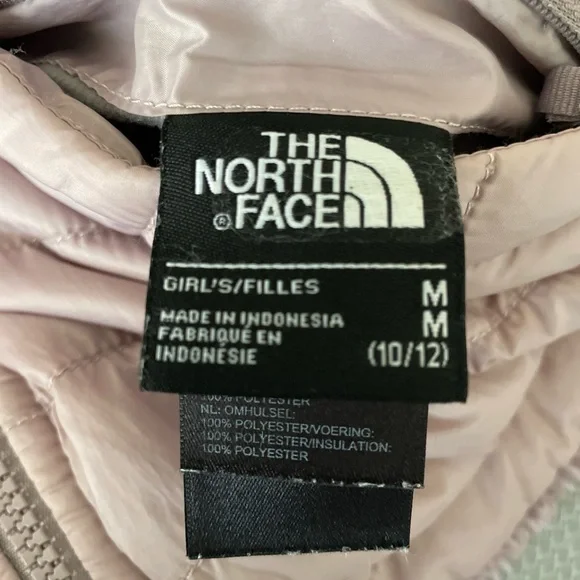 THE
NORTH
® FACE
GIRL'S/FILLES M
MADE IN INDONESIA M
FABRIQUÉ EN (10/12)
INDONÉSIE
100% POLYESTER
NL: OMHULSEL:
100% POLYESTER/VOERING:
100% POLYESTER/INSULATION:
100% POLYESTER